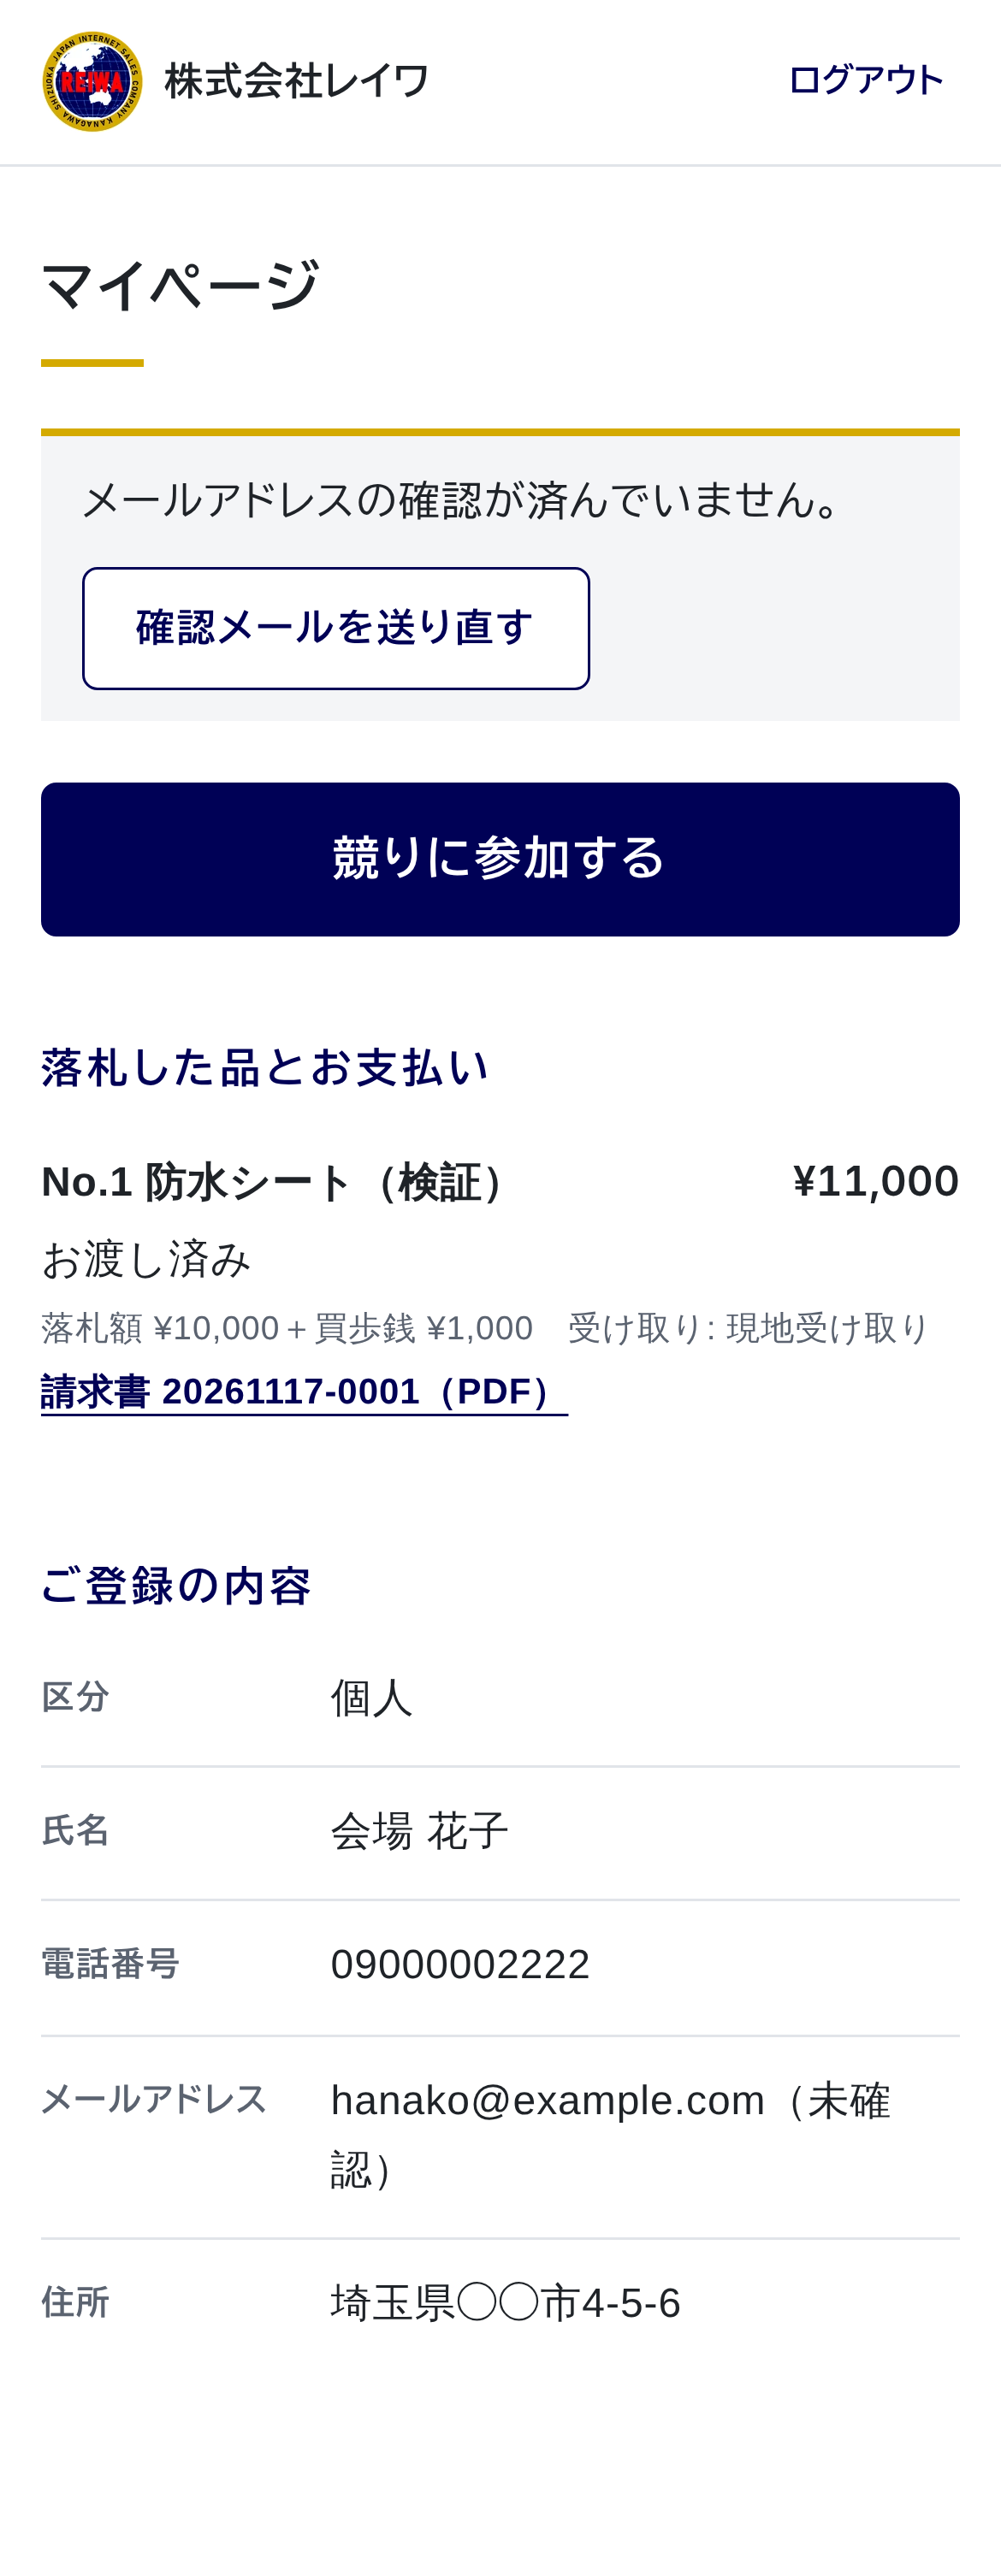 JAPAN INTERNET SALES COMPANY KANAGAWA SHIZUOKA
REIWA
株式会社レイワ
ログアウト
マイページ
メールアドレスの確認が済んでいません。
確認メールを送り直す
競りに参加する
落札した品とお支払い
No.1 防水シート（検証） ¥11,000
お渡し済み
落札額 ¥10,000＋買歩銭 ¥1,000　受け取り: 現地受け取り
請求書 20261117-0001（PDF）
ご登録の内容
区分 個人
氏名 会場 花子
電話番号 09000002222
メールアドレス hanako@example.com（未確
認）
住所 埼玉県◯◯市4-5-6